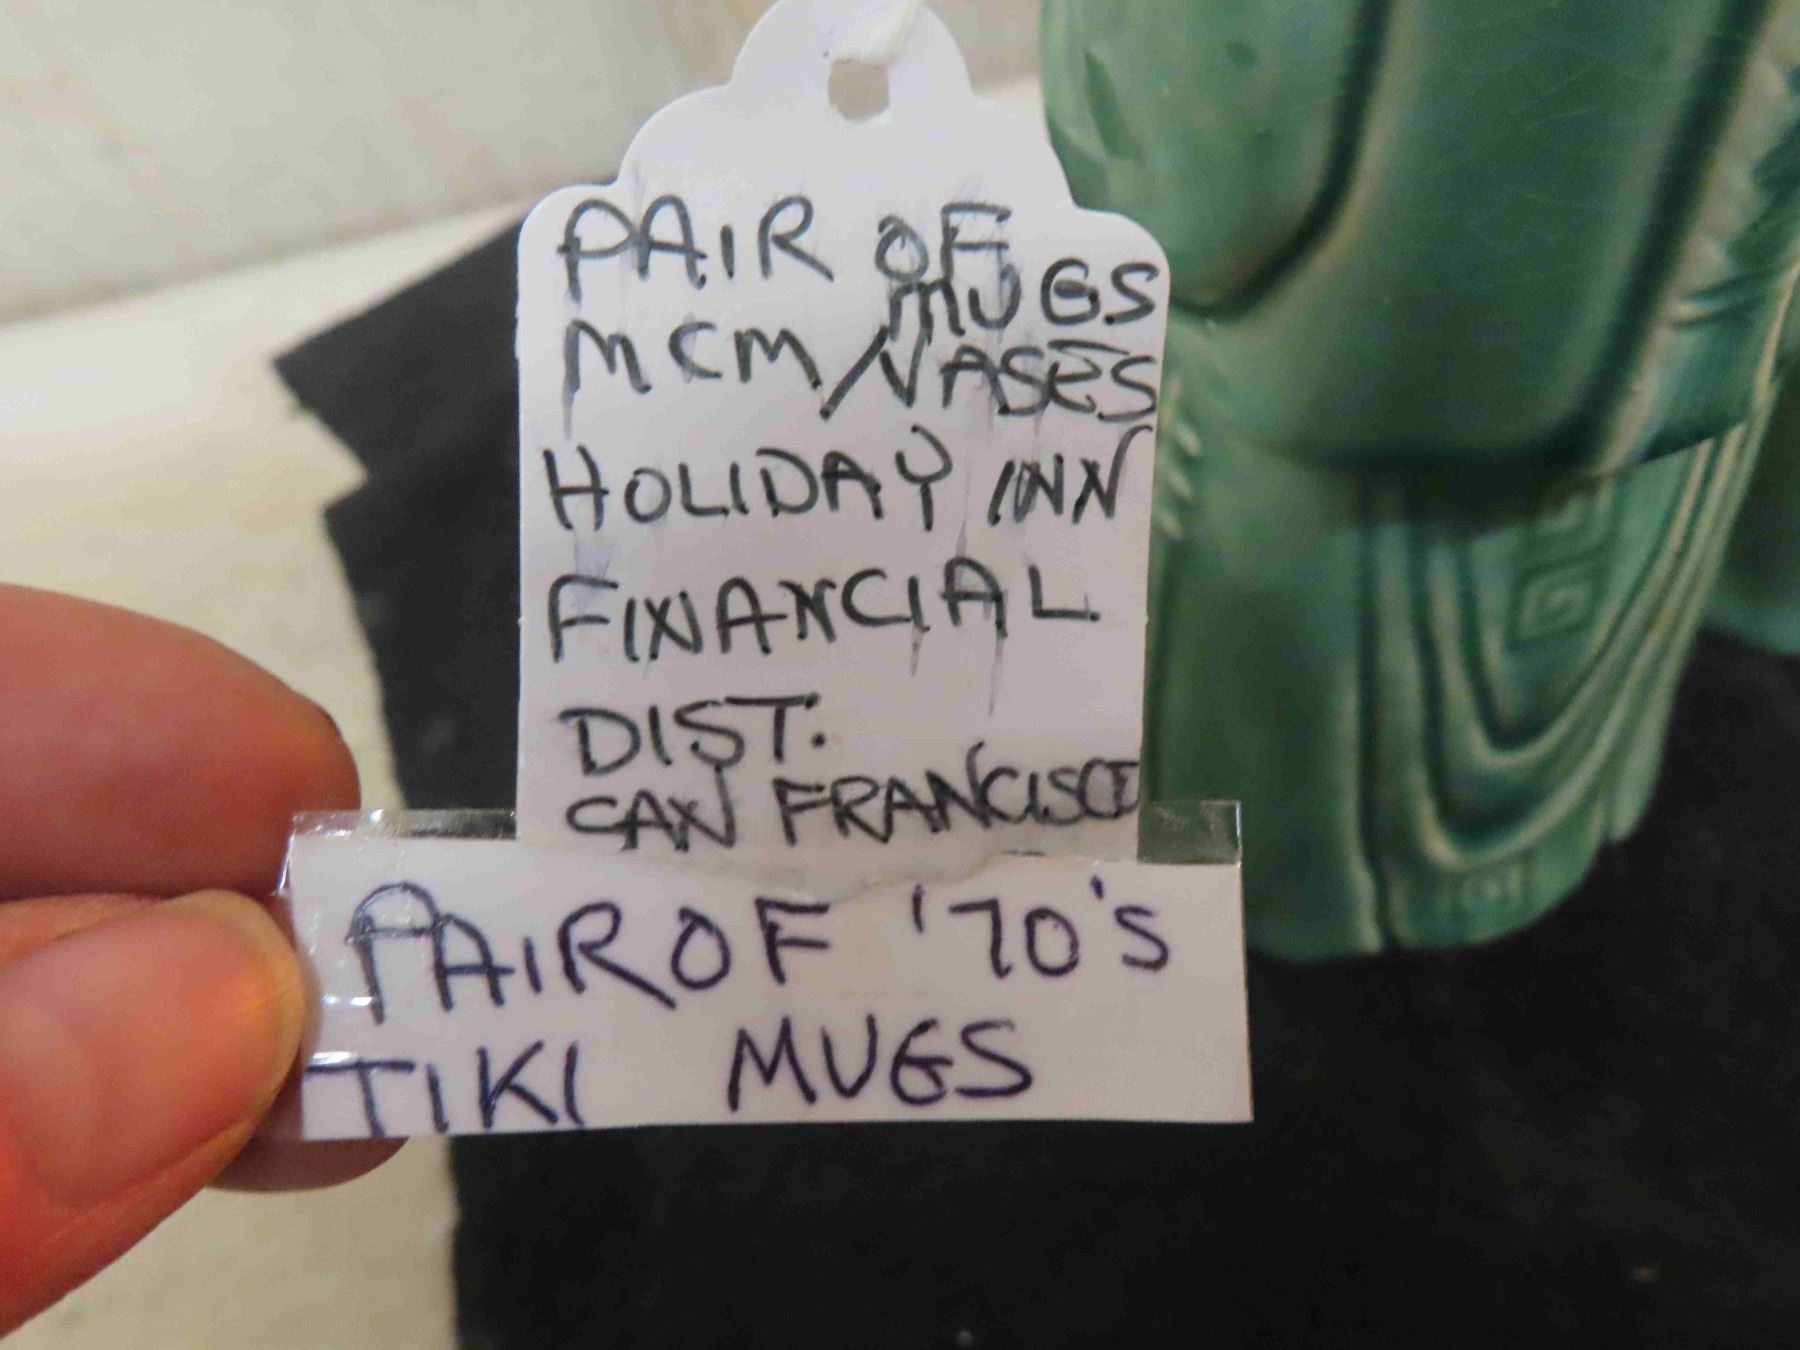 PAIR OF
MUGS
MCM/VASES
HOLIDAY INN
FINANCIAL
DIST.
SAN FRANCISCO
PAIR OF '70's
TIKI MUGS